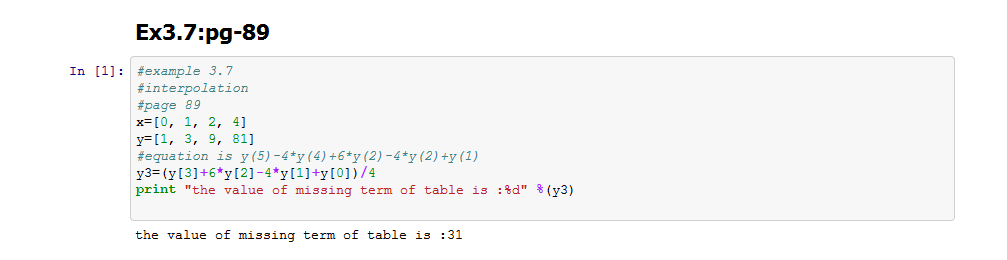 Ex3.7:pg-89
In [1]: #example 3.7
#interpolation
#page 89
x=[0, 1, 2, 4]
y=[1, 3, 9, 81]
#equation is y(5)-4*y(4)+6*y(2)-4*y(2)+y(1)
y3=(y[3]+6*y[2]-4*y[1]+y[0])/4
print "the value of missing term of table is :%d" %(y3)
the value of missing term of table is :31